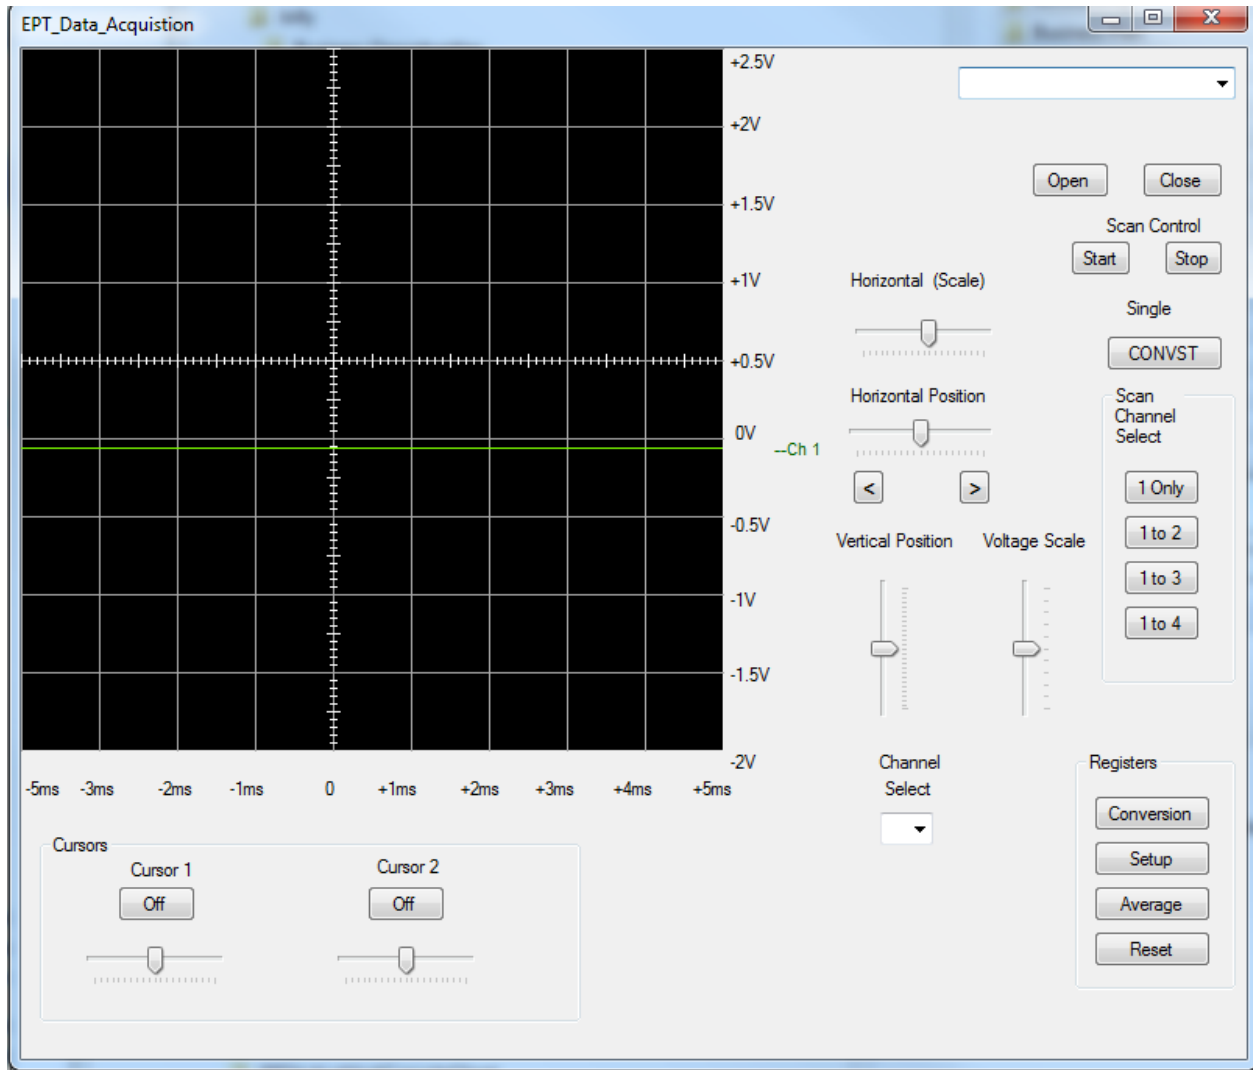 EPT_Data_Acquistion
+2.5V
+2V
+1.5V
+1V
+0.5V
0V
--Ch 1
-0.5V
-1V
-1.5V
-2V
-5ms -3ms -2ms -1ms 0 +1ms +2ms +3ms +4ms +5ms
Open Close
Scan Control
Start Stop
Horizontal (Scale)
Single
CONVST
Horizontal Position
< >
Scan
Channel
Select
1 Only
1 to 2
1 to 3
1 to 4
Vertical Position Voltage Scale
Channel
Select
Registers
Conversion
Setup
Average
Reset
Cursors
Cursor 1 Cursor 2
Off Off